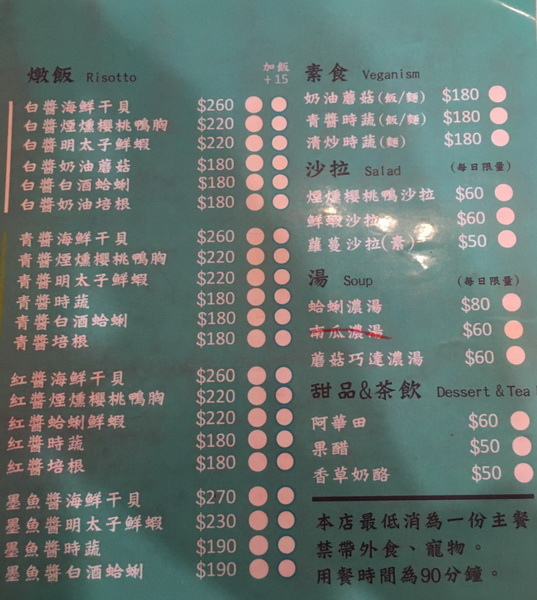 燉飯 Risotto 加飯+15
白醬海鮮干貝 $260
白醬煙燻櫻桃鴨胸 $220
白醬明太子鮮蝦 $220
白醬奶油蘑菇 $180
白醬白酒蛤蜊 $180
白醬奶油培根 $180
青醬海鮮干貝 $260
青醬煙燻櫻桃鴨胸 $220
青醬明太子鮮蝦 $220
青醬時蔬 $180
青醬白酒蛤蜊 $180
青醬培根 $180
紅醬海鮮干貝 $260
紅醬煙燻櫻桃鴨胸 $220
紅醬蛤蜊鮮蝦 $220
紅醬時蔬 $180
紅醬培根 $180
墨魚醬海鮮干貝 $270
墨魚醬明太子鮮蝦 $230
墨魚醬時蔬 $190
墨魚醬白酒蛤蜊 $190
素食 Veganism
奶油蘑菇(飯/麵) $180
青醬時蔬(飯/麵) $180
清炒時蔬(麵) $180
沙拉 Salad (每日限量)
煙燻櫻桃鴨沙拉 $60
鮮蝦沙拉 $60
蘿蔓沙拉(素) $50
湯 Soup (每日限量)
蛤蜊濃湯 $80
南瓜濃湯 $60
蘑菇巧達濃湯 $60
甜品&茶飲 Dessert & Tea
阿華田 $60
果醋 $50
香草奶酪 $50
本店最低消為一份主餐
禁帶外食、寵物。
用餐時間為90分鐘。